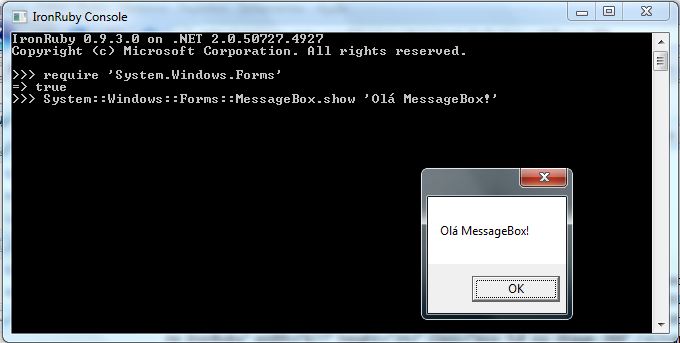 IronRuby Console
IronRuby 0.9.3.0 on .NET 2.0.50727.4927
Copyright (c) Microsoft Corporation. All rights reserved.
>>> require 'System.Windows.Forms'
=> true
>>> System::Windows::Forms::MessageBox.show 'Olá MessageBox!'
Olá MessageBox!
OK